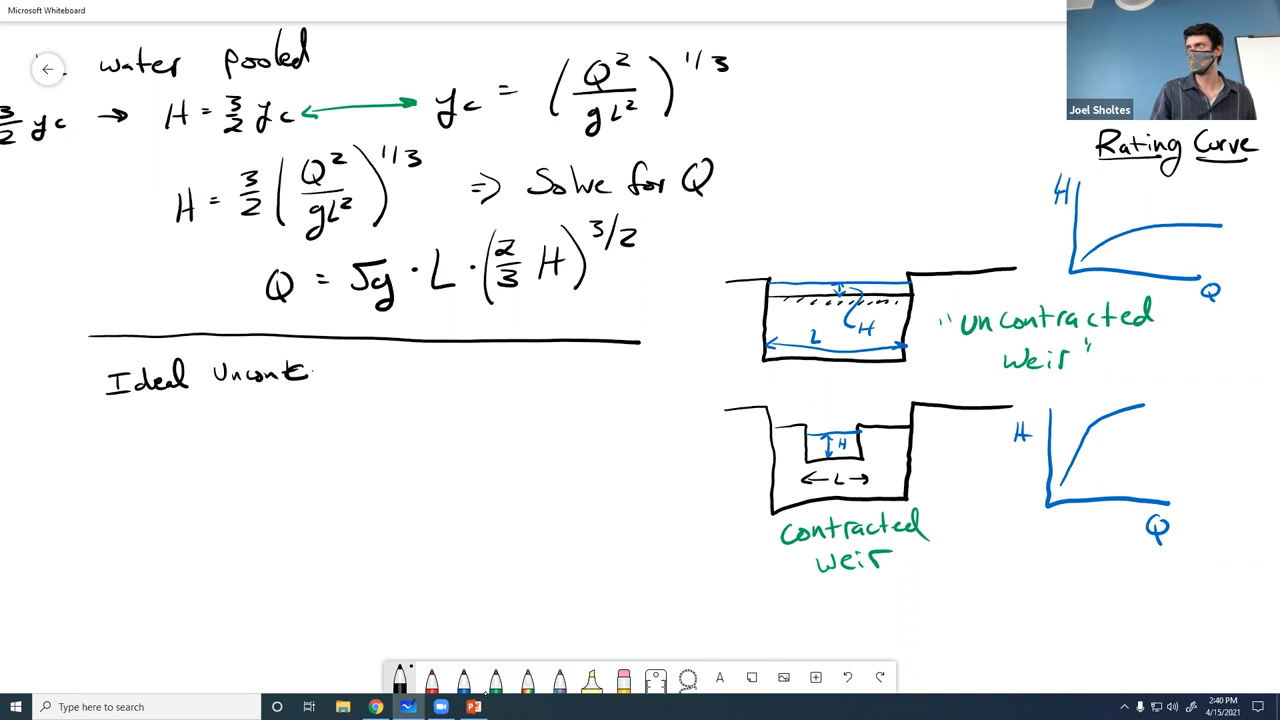 Microsoft Whiteboard
water pooled
3/2 yc → H = 3/2 yc ↔ yc = (Q²/gL²)^1/3
H = 3/2 (Q²/gL²)^1/3 => Solve for Q
Q = √g · L · (2/3 H)^3/2
Ideal Uncont
Joel Sholtes
Rating Curve
H
Q
H
L
"uncontracted
weir"
H
L
contracted
weir
H
Q
Type here to search
2:40 PM
4/15/2021